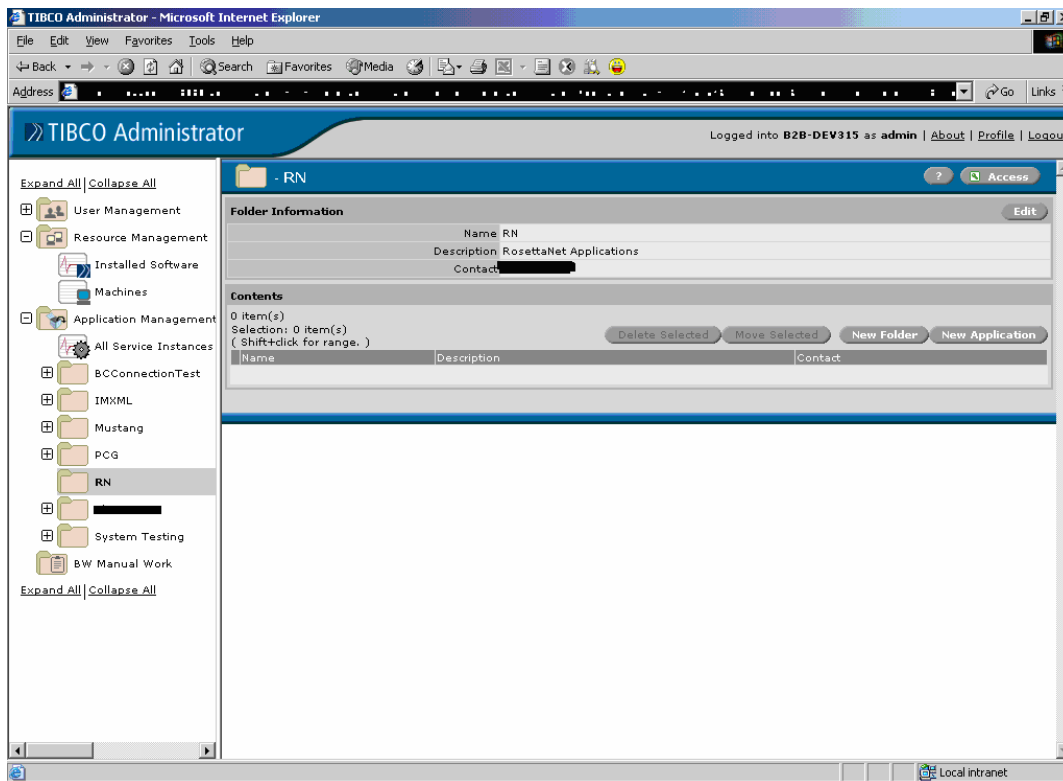 TIBCO Administrator - Microsoft Internet Explorer
File Edit View Favorites Tools Help
Back Search Favorites Media
Address Go Links
TIBCO Administrator
Logged into B2B-DEV315 as admin | About | Profile | Logou
Expand All | Collapse All
User Management
Resource Management
Installed Software
Machines
Application Management
All Service Instances
BCConnectionTest
IMXML
Mustang
PCG
RN
System Testing
BW Manual Work
Expand All | Collapse All
- RN
? Access
Folder Information Edit
Name RN
Description RosettaNet Applications
Contact
Contents
0 item(s)
Selection: 0 item(s)
( Shift+click for range. )
Delete Selected Move Selected New Folder New Application
Name Description Contact
Local intranet